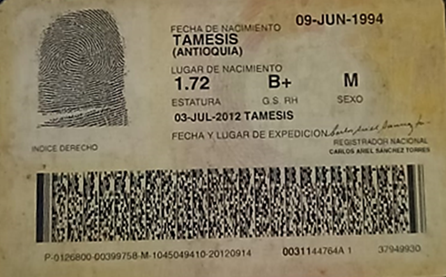 FECHA DE NACIMIENTO 09-JUN-1994
TAMESIS
(ANTIOQUIA)
LUGAR DE NACIMIENTO
1.72 B+ M
ESTATURA G.S. RH SEXO
03-JUL-2012 TAMESIS
FECHA Y LUGAR DE EXPEDICION
INDICE DERECHO
REGISTRADOR NACIONAL
CARLOS ARIEL SÁNCHEZ TORRES
P-0126800-00399758-M-1045049410-20120914 0031144764A 1 37949930